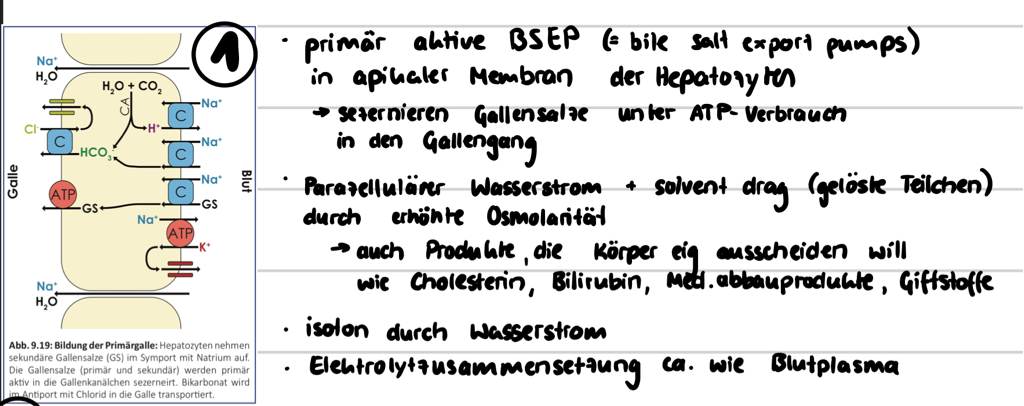 Na⁺
H₂O
H₂O + CO₂
CA
Na⁺
C
Cl⁻
C
H⁺
Na⁺
HCO₃⁻
C
Galle
Blut
Na⁺
ATP
C
GS
GS
Na⁺
ATP
K⁺
Na⁺
H₂O
Abb. 9.19: Bildung der Primärgalle: Hepatozyten nehmen
sekundäre Gallensalze (GS) im Symport mit Natrium auf.
Die Gallensalze (primär und sekundär) werden primär
aktiv in die Gallenkanälchen sezerniert. Bikarbonat wird
im Antiport mit Chlorid in die Galle transportiert.
1
· primär aktive BSEP (= bile salt export pumps)
in apikaler Membran der Hepatozyten
→ sezernieren Gallensalze unter ATP-Verbrauch
in den Gallengang
· Parazellulärer Wasserstrom + solvent drag (gelöste Teilchen)
durch erhöhte Osmolarität
→ auch Produkte, die Körper eig ausscheiden will
wie Cholesterin, Bilirubin, Med.abbauprodukte, Giftstoffe
· isoton durch Wasserstrom
· Elektrolytzusammensetzung ca. wie Blutplasma